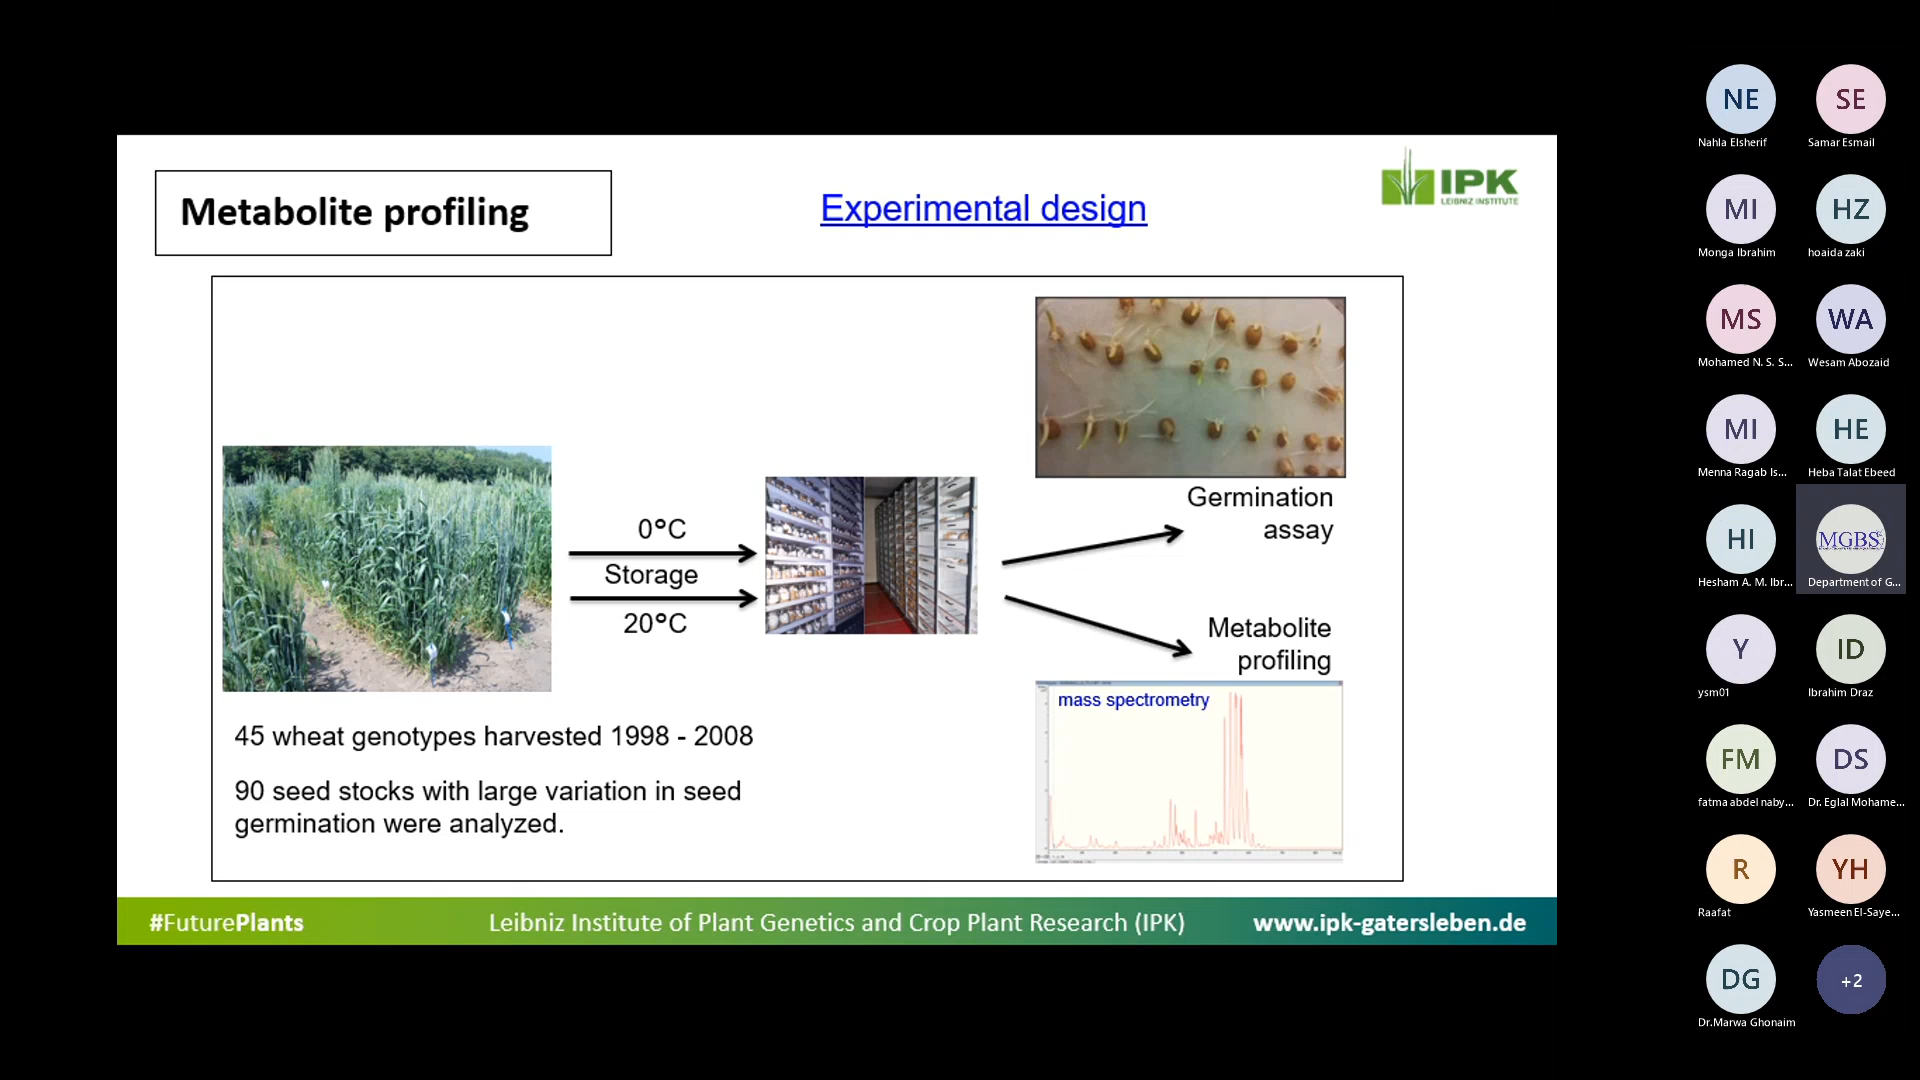 Metabolite profiling
Experimental design
IPK
LEIBNIZ INSTITUTE
0°C
Storage
20°C
Germination
assay
Metabolite
profiling
mass spectrometry
45 wheat genotypes harvested 1998 - 2008
90 seed stocks with large variation in seed
germination were analyzed.
#FuturePlants
Leibniz Institute of Plant Genetics and Crop Plant Research (IPK)
www.ipk-gatersleben.de
NE
Nahla Elsherif
SE
Samar Esmail
MI
Monga Ibrahim
HZ
hoaida zaki
MS
Mohamed N. S. S...
WA
Wesam Abozaid
MI
Menna Ragab Is...
HE
Heba Talat Ebeed
HI
Hesham A. M. Ibr...
MGBS
Department of G...
Y
ysm01
ID
Ibrahim Draz
FM
fatma abdel naby...
DS
Dr. Eglal Mohame...
R
Raafat
YH
Yasmeen El-Saye...
DG
Dr.Marwa Ghonaim
+2